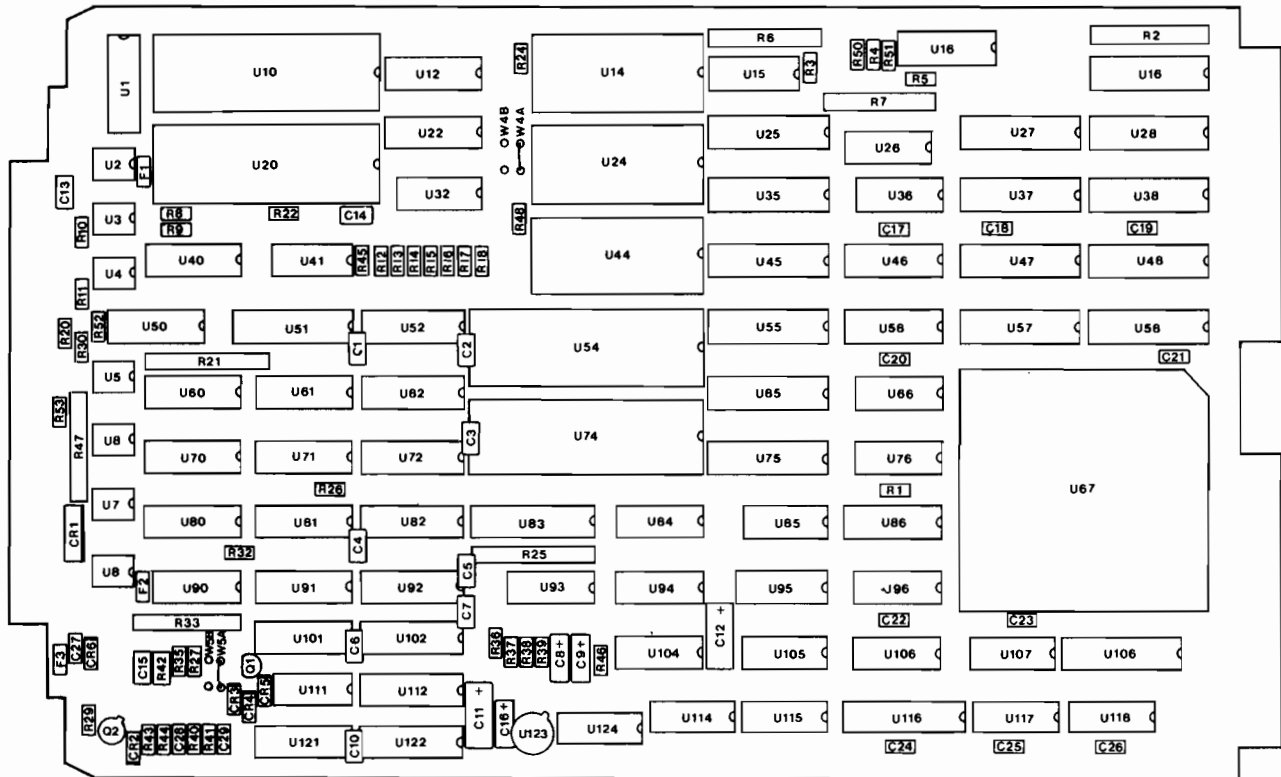 R6 R2
U1 U10 U12 R24 U14 U15 R3 R50 R4 R51 U16 R5 U16
R7
W4B W4A
U22 U25 U26 U27 U28
U2 F1 U20 U24
C13 U32 U35 U36 U37 U38
U3 R8 R22 C14 R48
R10 R9 C17 C18 C19
U4 U40 U41 R45 R12 R13 R14 R15 R16 R17 R18 U44 U45 U46 U47 U48
R11
R20 R30 R52 U50 U51 C1 U52 C2 U54 U55 U56 U57 U58
R21 C20 C21
U5 U60 U61 U62 U65 U66
R53 R47
U8 C3 U74
U70 U71 U72 U75 U76
R26 R1 U67
U7
CR1 U80 U81 U82 U83 U84 U85 U86
R32 C4 C5 R25
U8 F2 U90 U91 U92 U93 U94 U95 U96
R33 C7 C12 + C22 C23
W5B W5A U101 C6 U102
F3 C27 CR6 C15 R42 R35 R27 Q1 R36 R37 R38 R39 C8+ C9+ R46 U104 U105 U106 U107 U106
CR3 CR4 CR5 U111 U112
R29 C11 + C16+ U114 U115 U116 U117 U118
Q2 CR2 R43 R44 C28 R40 R41 C29 U121 C10 U122 U123 U124
C24 C25 C26